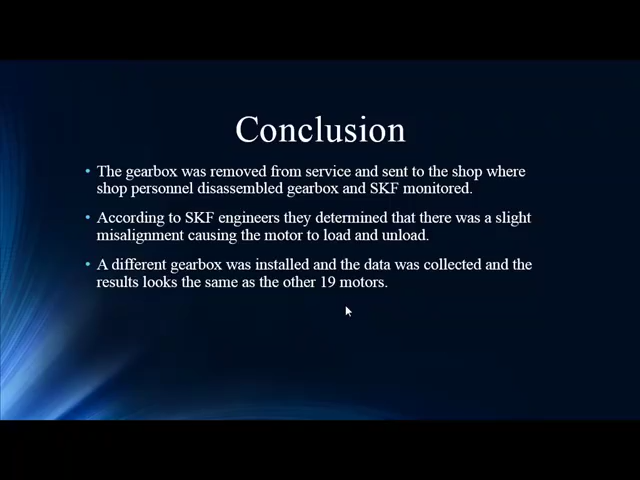 Conclusion
• The gearbox was removed from service and sent to the shop where
shop personnel disassembled gearbox and SKF monitored.
• According to SKF engineers they determined that there was a slight
misalignment causing the motor to load and unload.
• A different gearbox was installed and the data was collected and the
results looks the same as the other 19 motors.